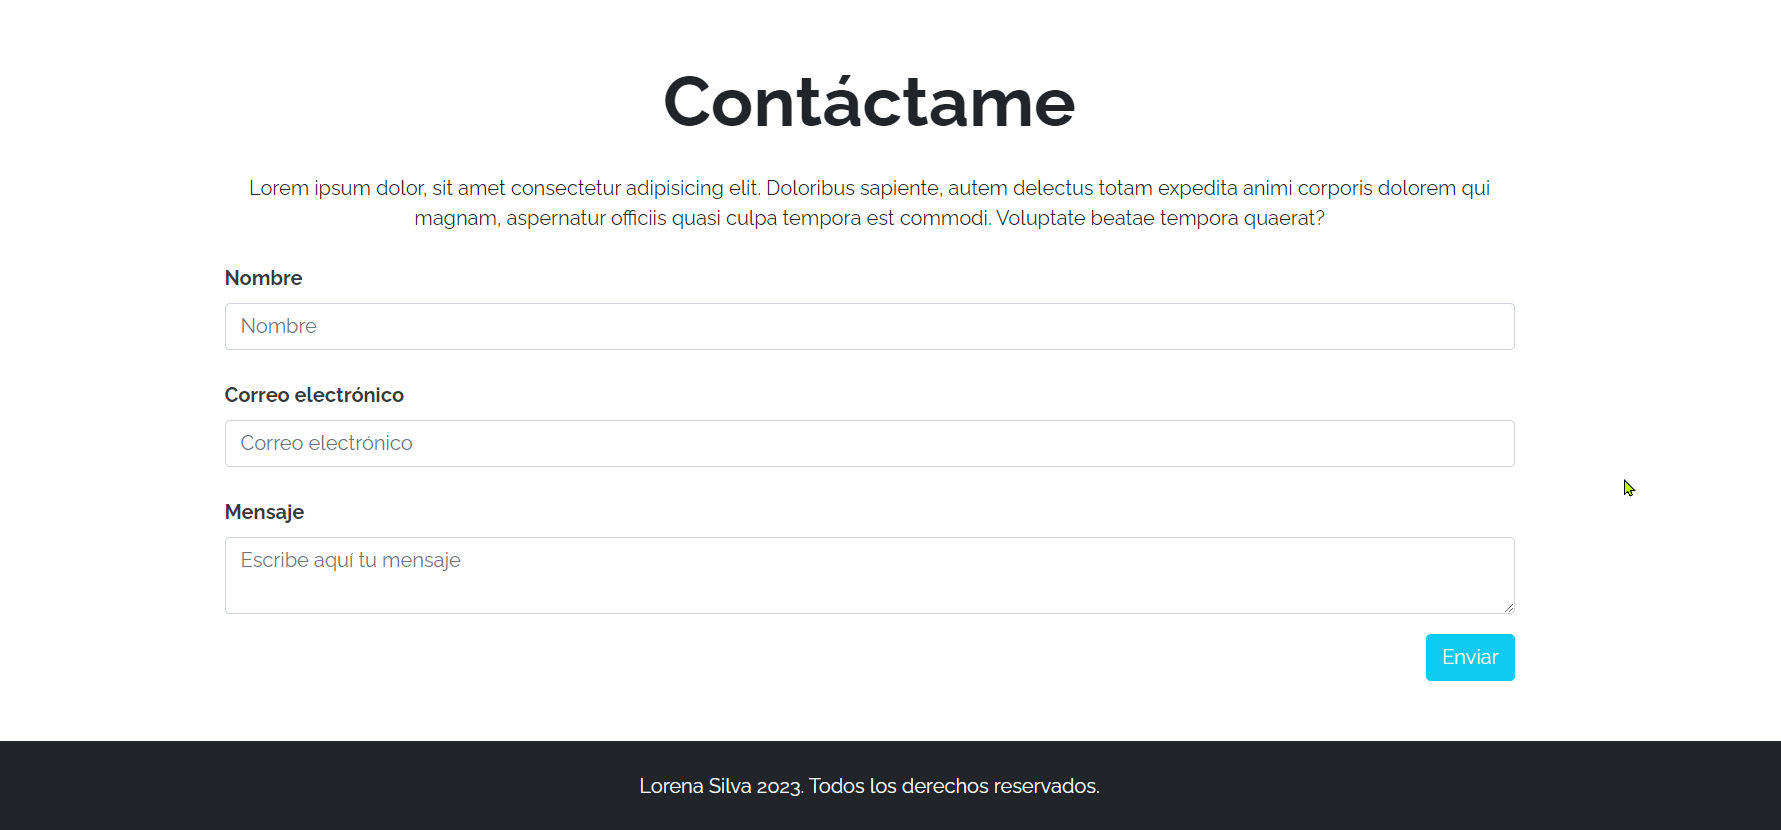 Contáctame
Lorem ipsum dolor, sit amet consectetur adipisicing elit. Doloribus sapiente, autem delectus totam expedita animi corporis dolorem qui
magnam, aspernatur officiis quasi culpa tempora est commodi. Voluptate beatae tempora quaerat?
Nombre
Nombre
Correo electrónico
Correo electrónico
Mensaje
Escribe aquí tu mensaje
Enviar
Lorena Silva 2023. Todos los derechos reservados.